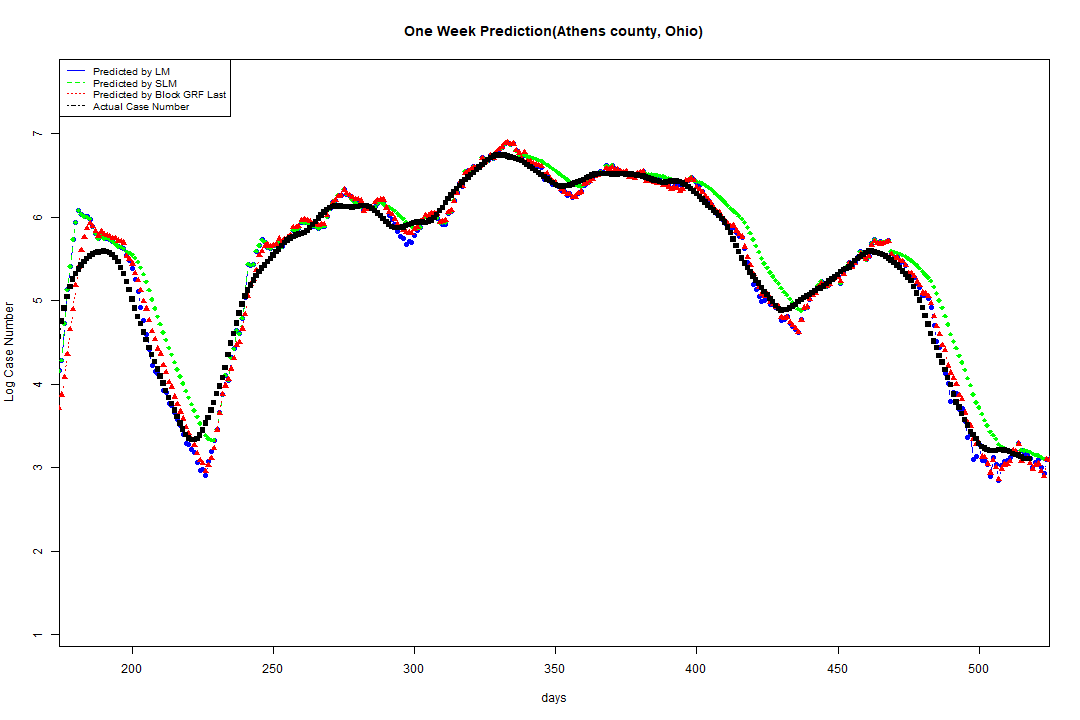 One Week Prediction(Athens county, Ohio)
Predicted by LM
Predicted by SLM
Predicted by Block GRF Last
Actual Case Number
7
6
5
4
3
2
1
Log Case Number
200 250 300 350 400 450 500
days